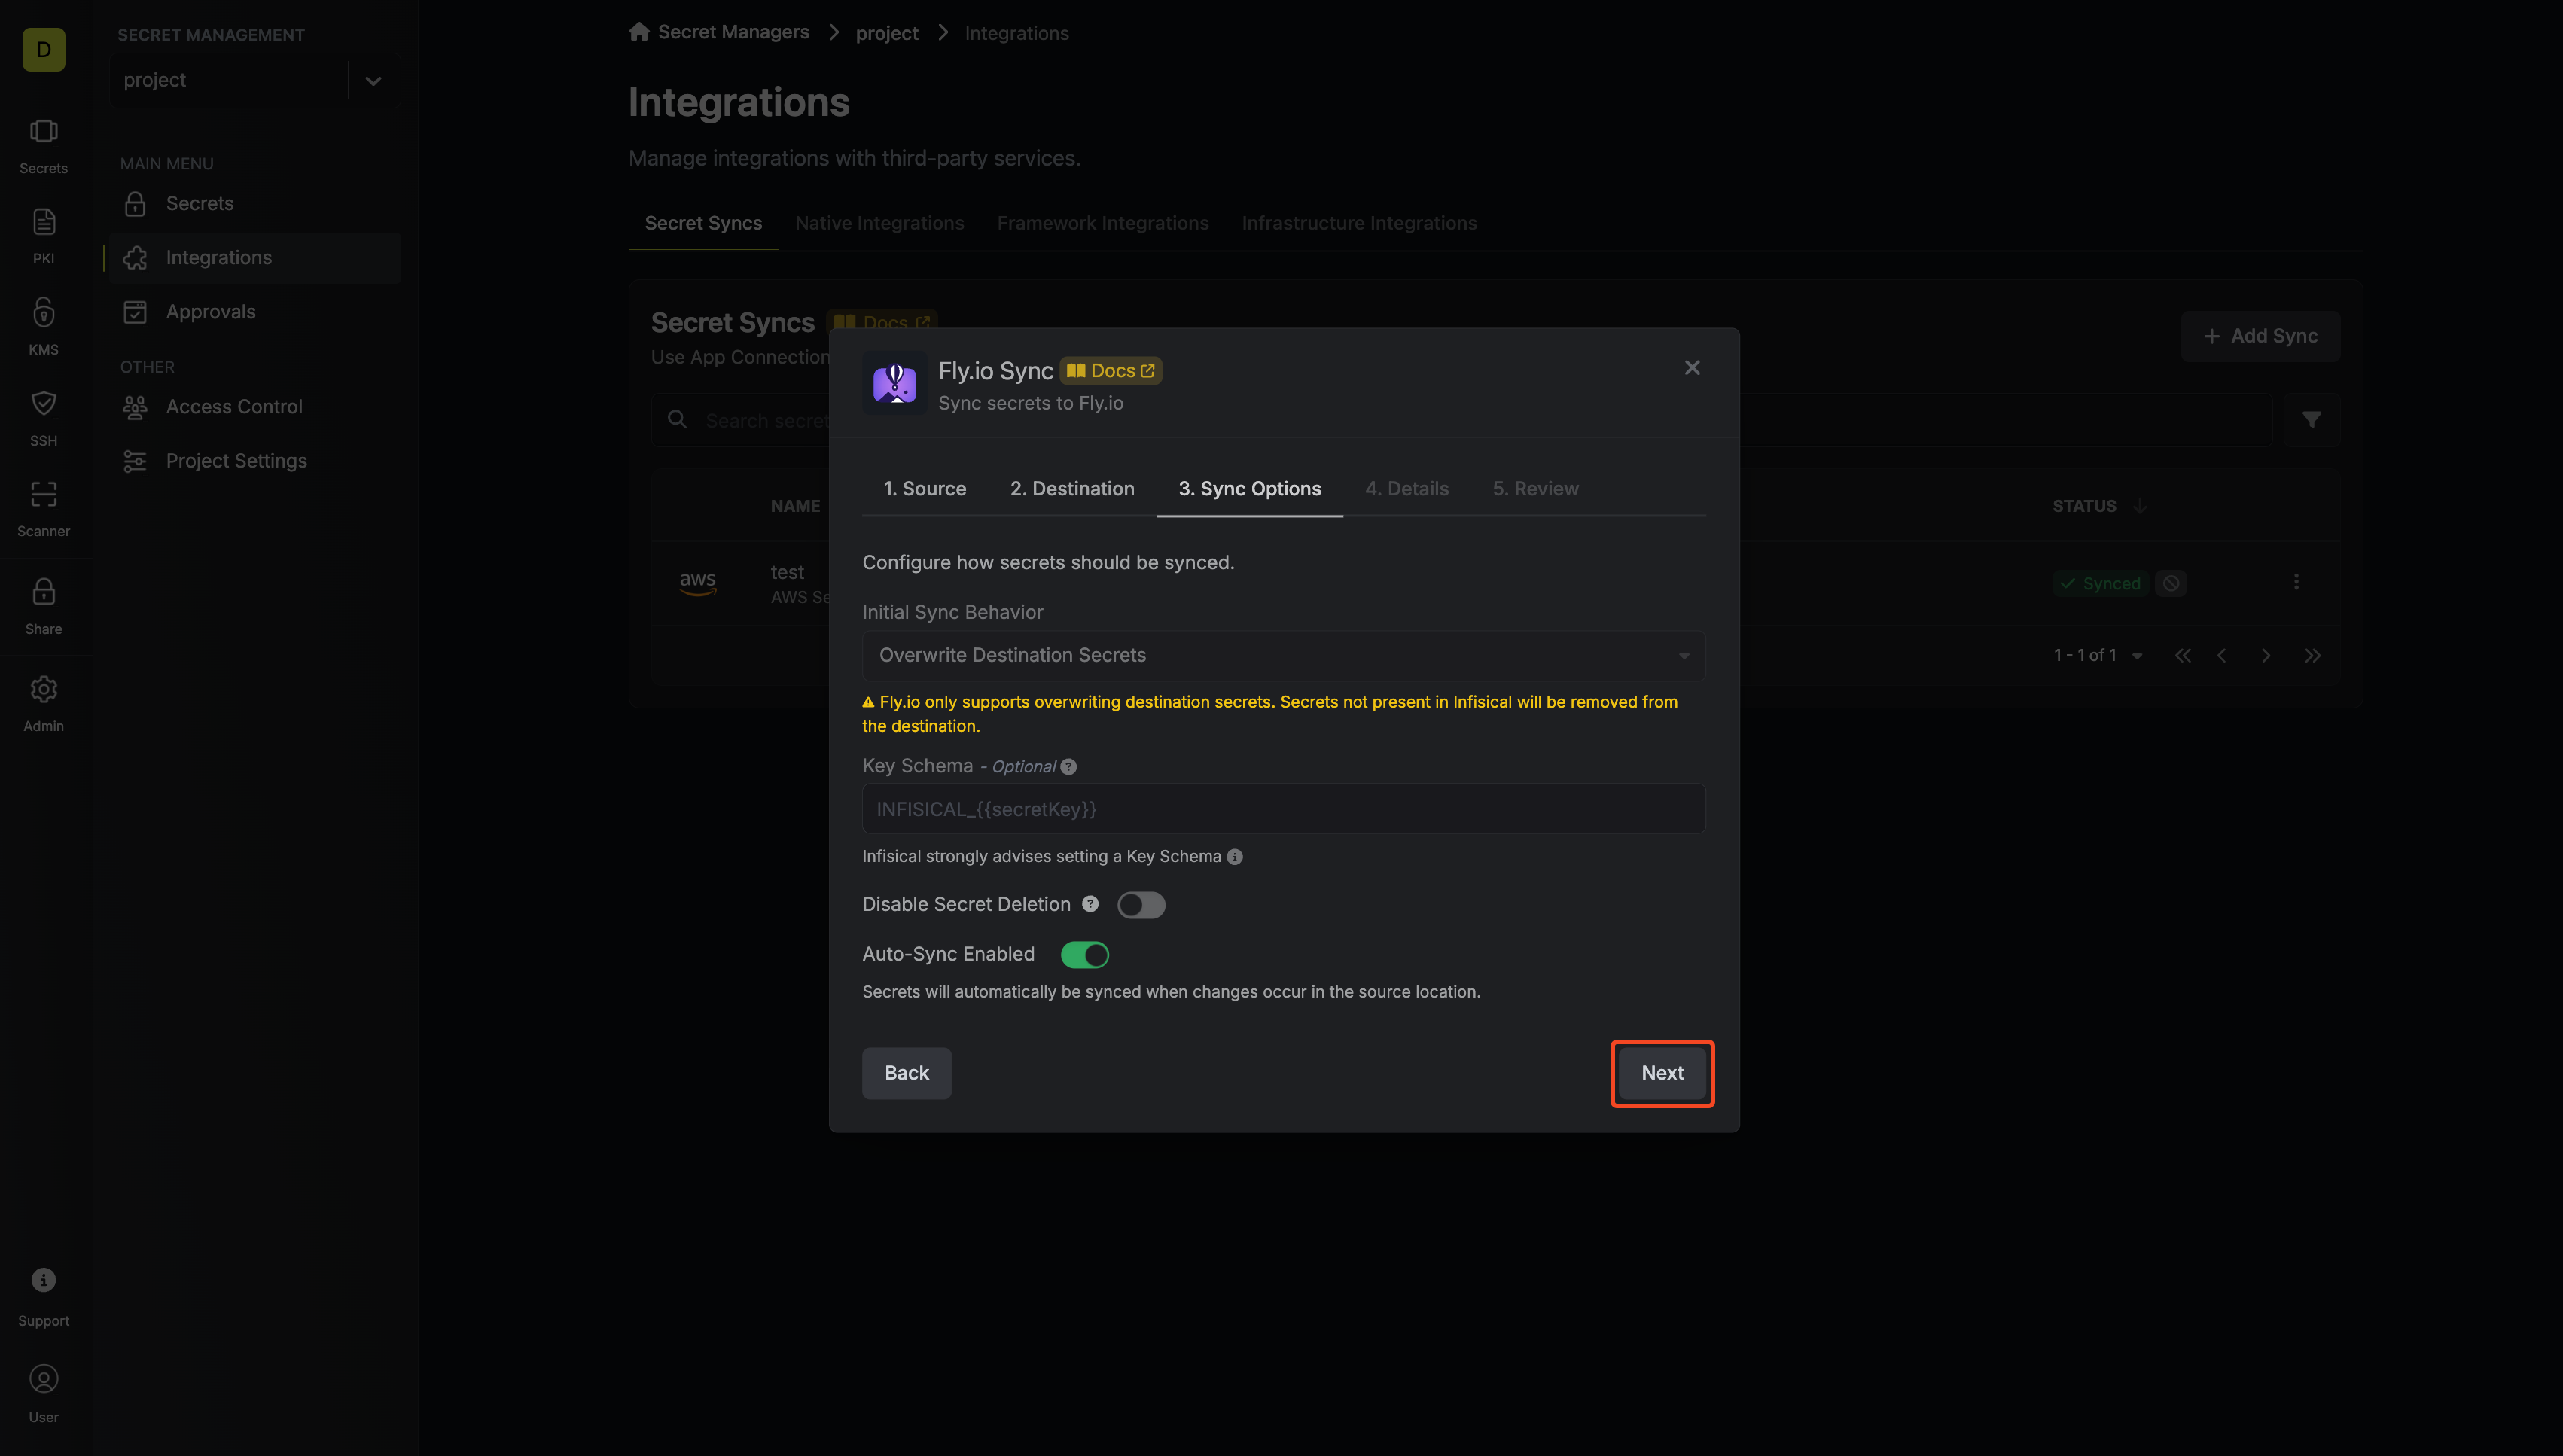 D
Secrets
PKI
KMS
SSH
Scanner
Share
Admin
Support
User
SECRET MANAGEMENT
project
MAIN MENU
Secrets
Integrations
Approvals
OTHER
Access Control
Project Settings
Secret Managers > project > Integrations
Integrations
Manage integrations with third-party services.
Secret Syncs Native Integrations Framework Integrations Infrastructure Integrations
Secret Syncs Docs
Use App Connection
+ Add Sync
Search secret
NAME
STATUS
aws
test
AWS Se
Synced
1 - 1 of 1
Fly.io Sync Docs
Sync secrets to Fly.io
1. Source 2. Destination 3. Sync Options 4. Details 5. Review
Configure how secrets should be synced.
Initial Sync Behavior
Overwrite Destination Secrets
Fly.io only supports overwriting destination secrets. Secrets not present in Infisical will be removed from
the destination.
Key Schema - Optional
INFISICAL_{{secretKey}}
Infisical strongly advises setting a Key Schema
Disable Secret Deletion
Auto-Sync Enabled
Secrets will automatically be synced when changes occur in the source location.
Back
Next